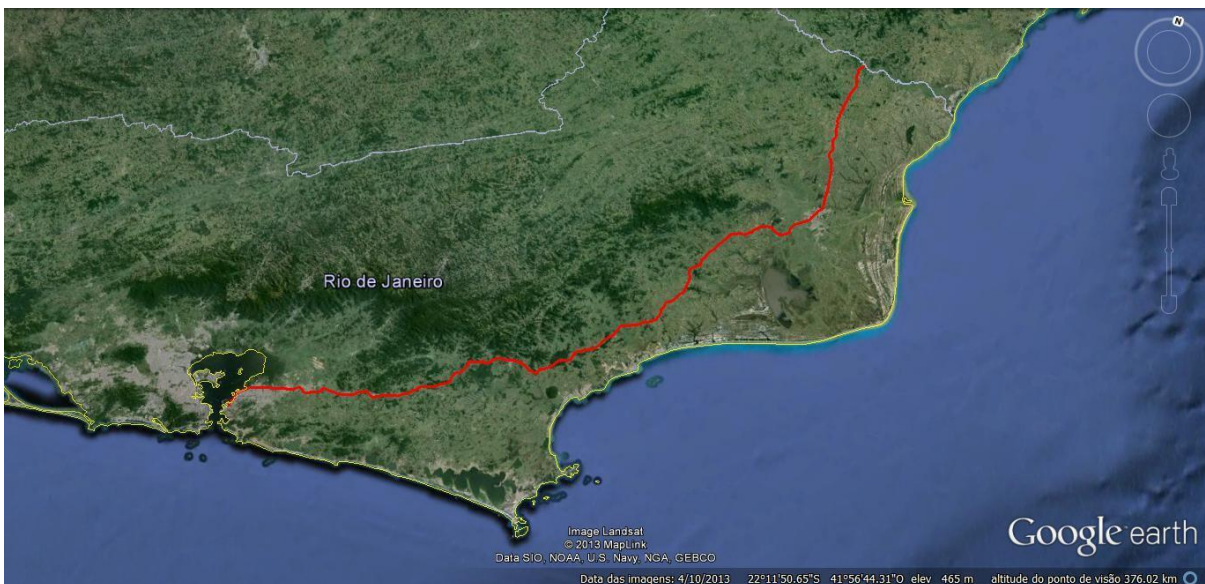 N
Rio de Janeiro
Image Landsat
© 2013 MapLink
Data SIO, NOAA, U.S. Navy, NGA, GEBCO
Google earth
Data das imagens: 4/10/2013 22°11'50.65"S 41°56'44.31"O elev 465 m altitude do ponto de visão 376.02 km